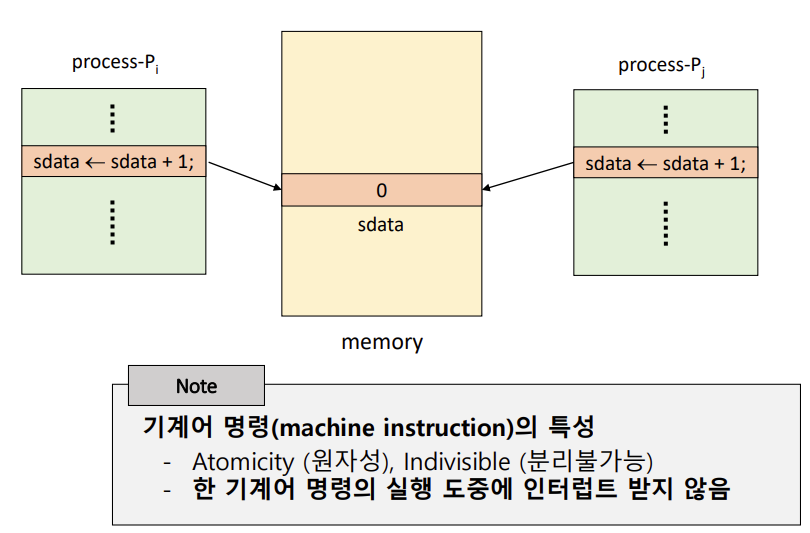 process-Pi
process-Pj
sdata ← sdata + 1;
0
sdata ← sdata + 1;
sdata
memory
Note
기계어 명령(machine instruction)의 특성
- Atomicity (원자성), Indivisible (분리불가능)
- 한 기계어 명령의 실행 도중에 인터럽트 받지 않음